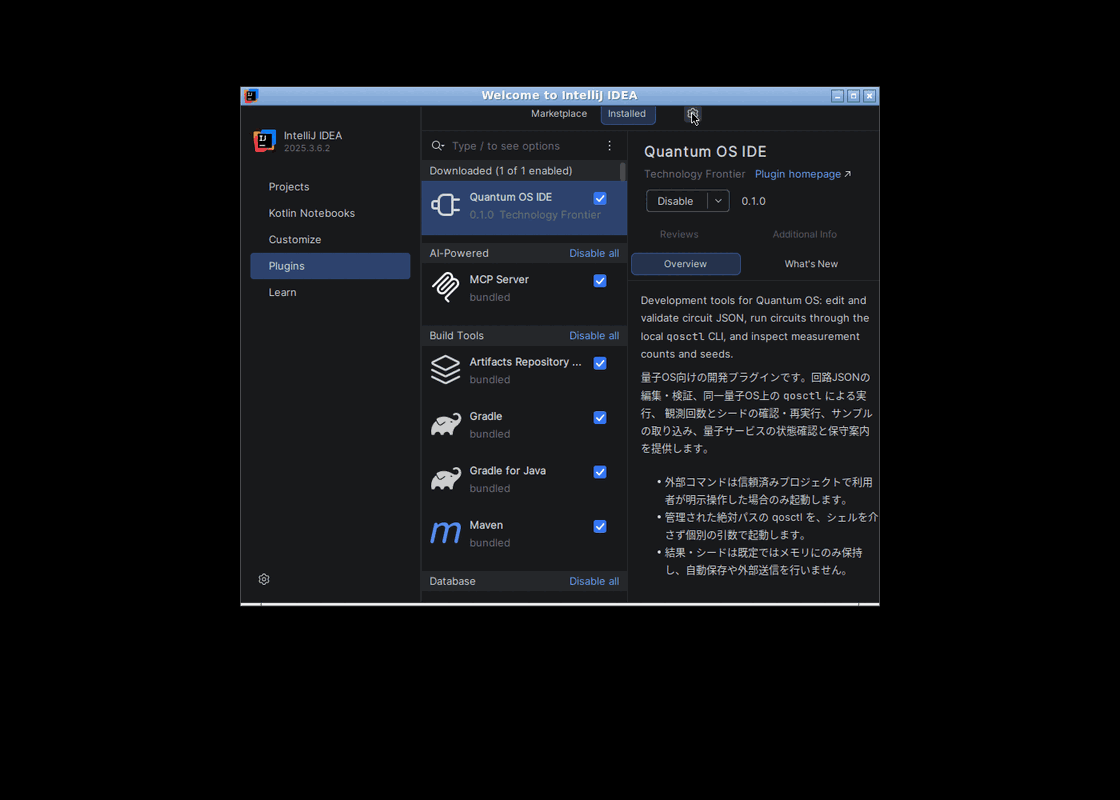 Welcome to IntelliJ IDEA
IntelliJ IDEA
2025.3.6.2
Projects
Kotlin Notebooks
Customize
Plugins
Learn
Marketplace
Installed
Type / to see options
Downloaded (1 of 1 enabled)
Quantum OS IDE
0.1.0 Technology Frontier
AI-Powered
Disable all
MCP Server
bundled
Build Tools
Disable all
Artifacts Repository ...
bundled
Gradle
bundled
Gradle for Java
bundled
Maven
bundled
Database
Disable all
Quantum OS IDE
Technology Frontier
Plugin homepage ↗
Disable
0.1.0
Reviews
Additional Info
Overview
What's New
Development tools for Quantum OS: edit and
validate circuit JSON, run circuits through the
local qosctl CLI, and inspect measurement
counts and seeds.
量子OS向けの開発プラグインです。回路JSONの
編集・検証、同一量子OS上の qosctl による実
行、 観測回数とシードの確認・再実行、サンプル
の取り込み、量子サービスの状態確認と保守案内
を提供します。
• 外部コマンドは信頼済みプロジェクトで利用
者が明示操作した場合のみ起動します。
• 管理された絶対パスの qosctl を、シェルを介
さず個別の引数で起動します。
• 結果・シードは既定ではメモリにのみ保持
し、自動保存や外部送信を行いません。